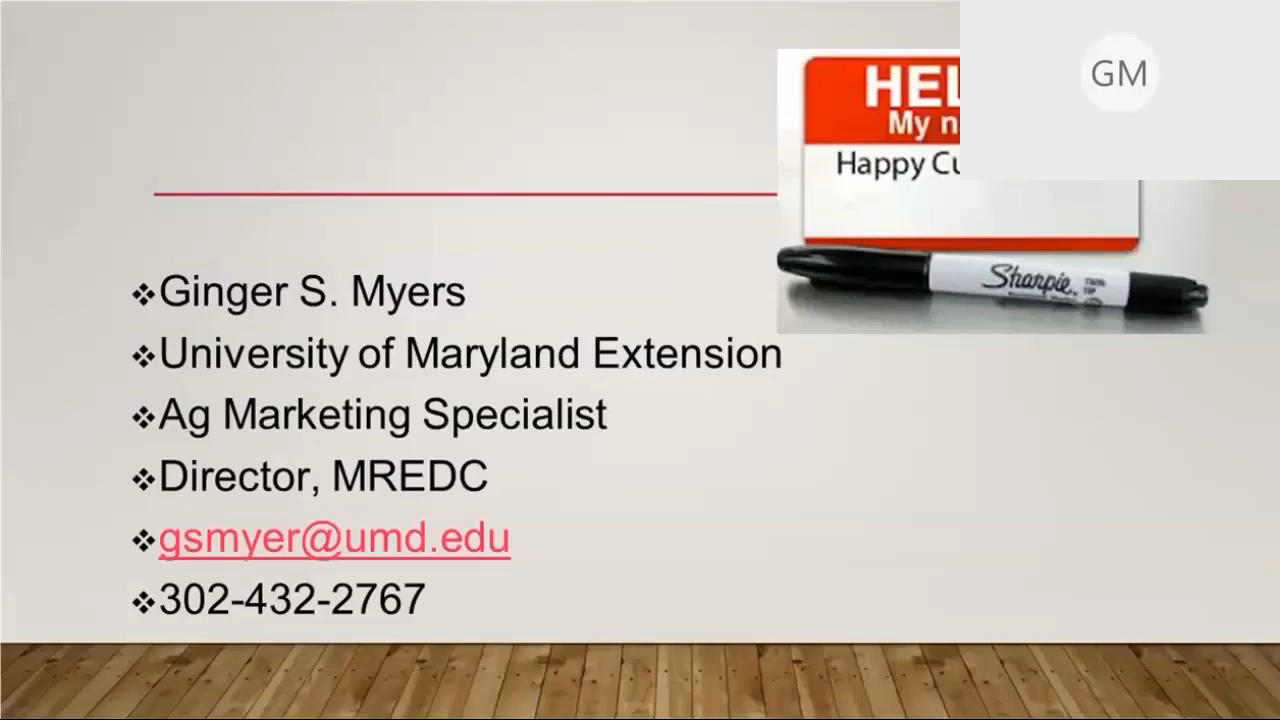 GM
HEL
My n
Happy Cu
Sharpie
Ginger S. Myers
University of Maryland Extension
Ag Marketing Specialist
Director, MREDC
gsmyer@umd.edu
302-432-2767